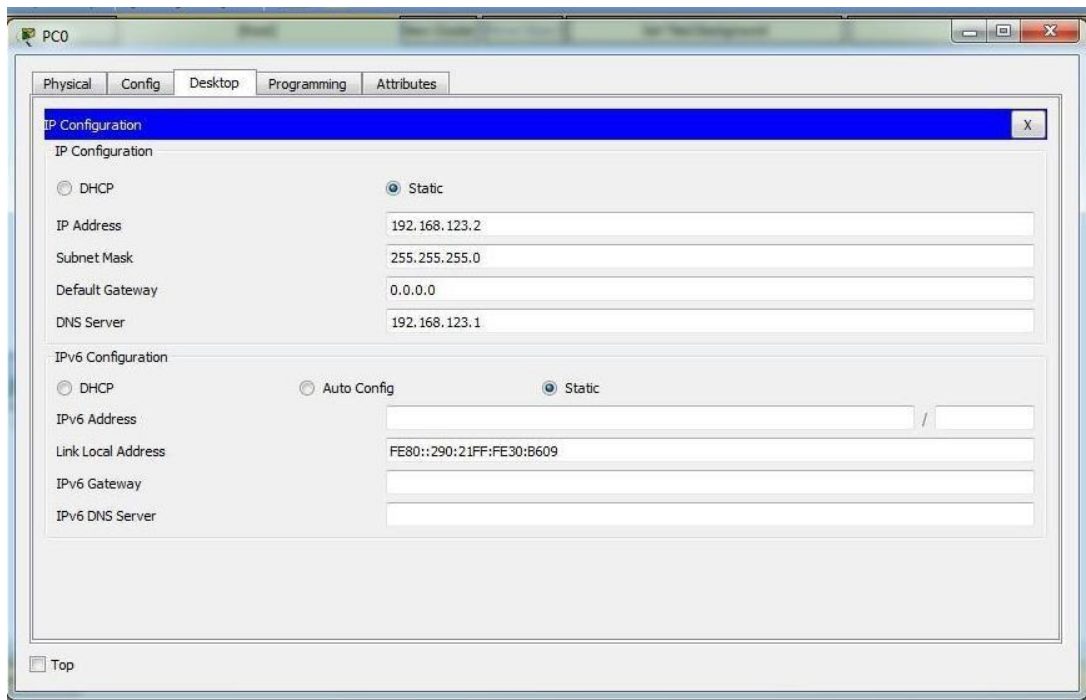 PC0
Physical Config Desktop Programming Attributes
IP Configuration X
IP Configuration
DHCP Static
IP Address 192.168.123.2
Subnet Mask 255.255.255.0
Default Gateway 0.0.0.0
DNS Server 192.168.123.1
IPv6 Configuration
DHCP Auto Config Static
IPv6 Address /
Link Local Address FE80::290:21FF:FE30:B609
IPv6 Gateway
IPv6 DNS Server
Top